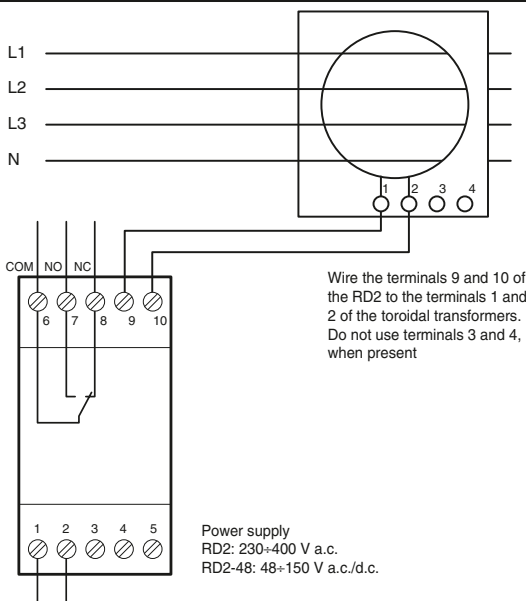 L1
L2
L3
N
1 2 3 4
COM NO NC
6 7 8 9 10
Wire the terminals 9 and 10 of
the RD2 to the terminals 1 and
2 of the toroidal transformers.
Do not use terminals 3 and 4,
when present
1 2 3 4 5
Power supply
RD2: 230÷400 V a.c.
RD2-48: 48÷150 V a.c./d.c.